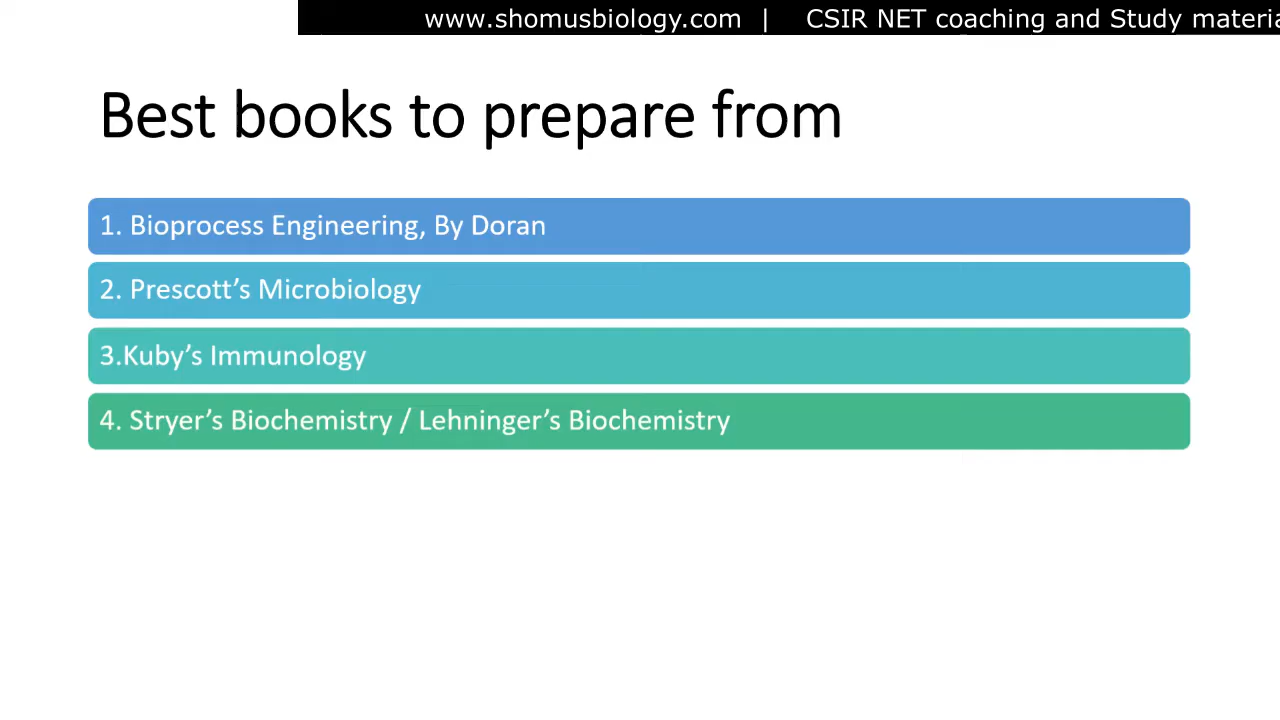 www.shomusbiology.com | CSIR NET coaching and Study materia
Best books to prepare from
1. Bioprocess Engineering, By Doran
2. Prescott’s Microbiology
3.Kuby’s Immunology
4. Stryer’s Biochemistry / Lehninger’s Biochemistry